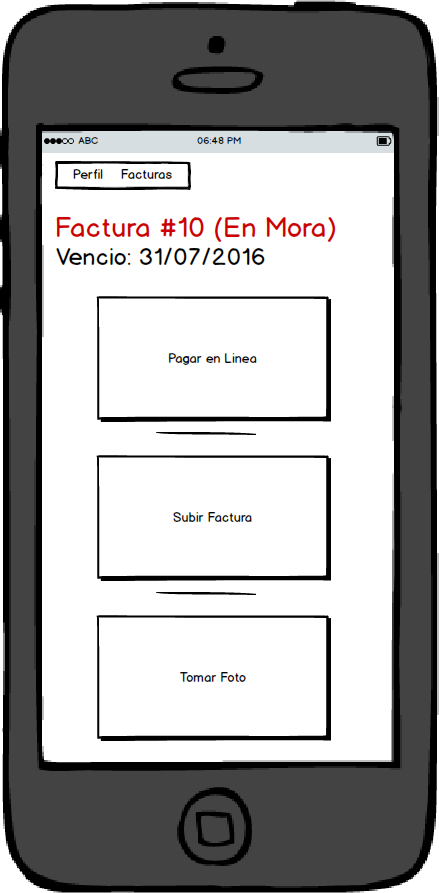 ABC 06:48 PM
Perfil Facturas
Factura #10 (En Mora)
Vencio: 31/07/2016
Pagar en Linea
Subir Factura
Tomar Foto